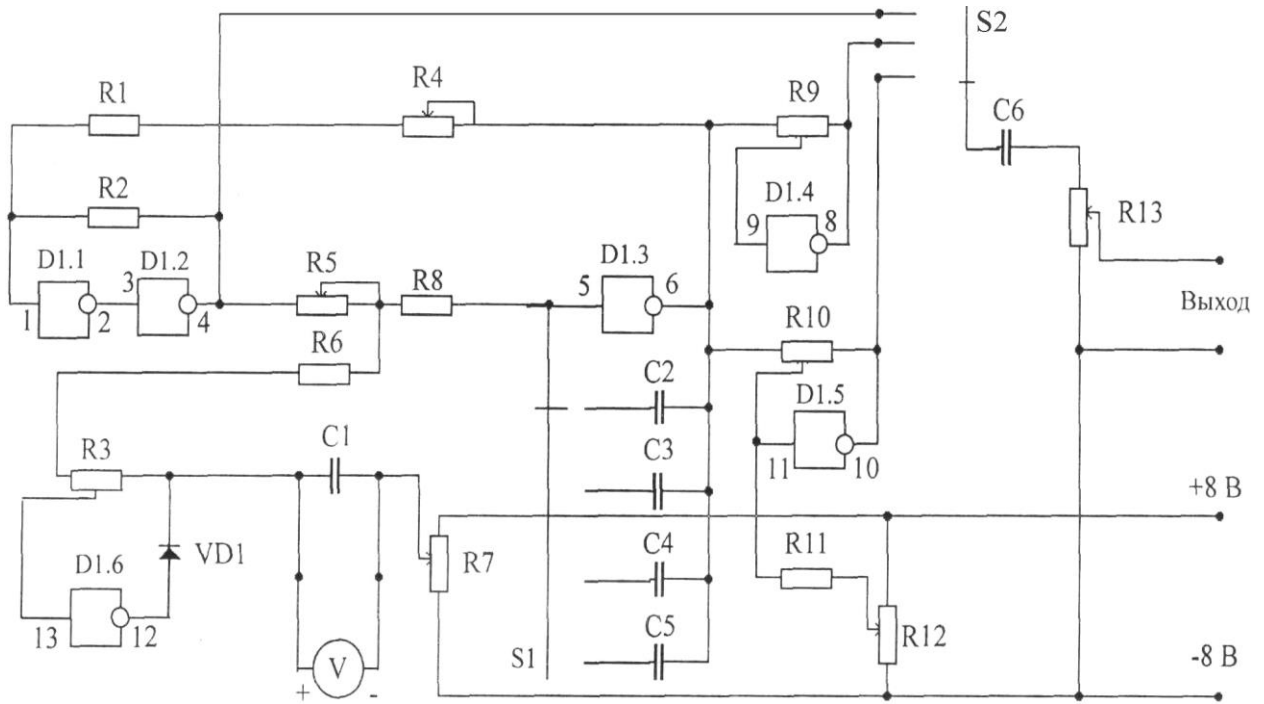 S2
R1
R4
R9
C6
R2
D1.4
9
8
R13
D1.1
D1.2
3
R5
R8
D1.3
5
6
1
2
4
Выход
R10
R6
C2
D1.5
R3
C1
C3
11
10
+8 В
VD1
R7
R11
D1.6
C4
13
12
C5
R12
S1
V
-8 В
+
-